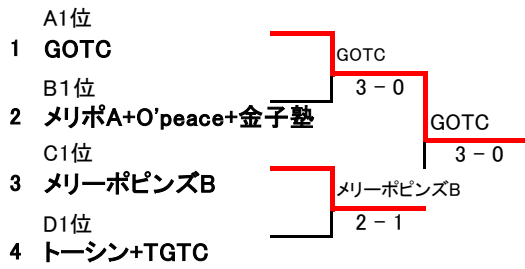 A1位
1 GOTC
GOTC
B1位
3 − 0
2 メリポA+O'peace+金子塾
GOTC
C1位
3 − 0
3 メリーポピンズB
メリーポピンズB
D1位
2 − 1
4 トーシン+TGTC